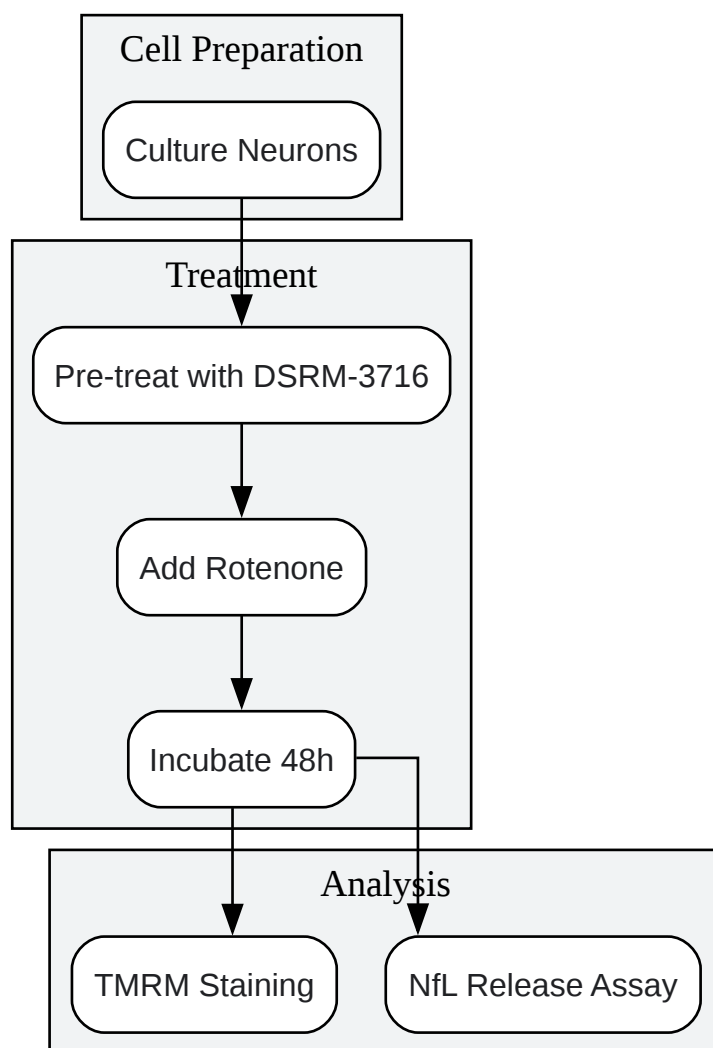 Cell Preparation
Culture Neurons
Treatment
Pre-treat with DSRM-3716
Add Rotenone
Incubate 48h
Analysis
TMRM Staining
NfL Release Assay